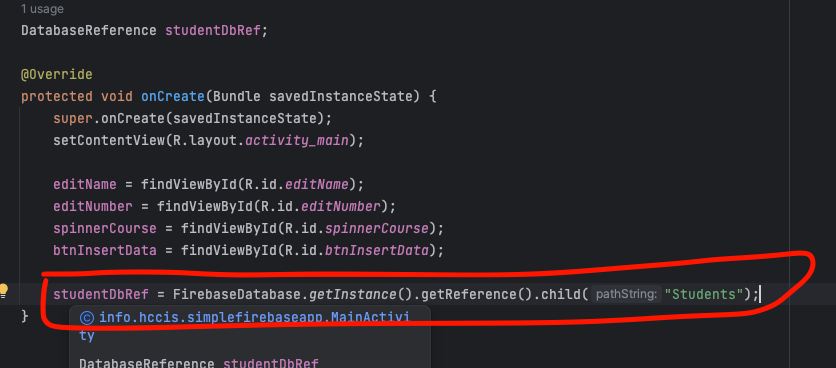 1 usage
DatabaseReference studentDbRef;
@Override
protected void onCreate(Bundle savedInstanceState) {
super.onCreate(savedInstanceState);
setContentView(R.layout.activity_main);
editName = findViewById(R.id.editName);
editNumber = findViewById(R.id.editNumber);
spinnerCourse = findViewById(R.id.spinnerCourse);
btnInsertData = findViewById(R.id.btnInsertData);
studentDbRef = FirebaseDatabase.getInstance().getReference().child( pathString: "Students");
}
info.hccis.simplefirebaseapp.MainActivi
ty
DatabaseReference studentDbRef